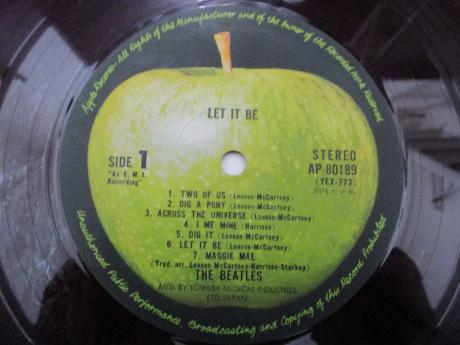 Apple Records-All Rights of the Manufacturer and of the Owner of the Recorded Work Reserved
LET IT BE
SIDE 1
"An E.M.I. Recording"
STEREO
AP-80189
(YEX-773)
1. TWO OF US (Lennon-McCartney)
2. DIG A PONY (Lennon-McCartney)
3. ACROSS THE UNIVERSE (Lennon-McCartney)
4. I ME MINE (Harrison)
5. DIG IT (Lennon-McCartney)
6. LET IT BE (Lennon-McCartney)
7. MAGGIE MAE
(Trad. arr. Lennon-McCartney-Harrison-Starkey)
THE BEATLES
MFD. BY TOSHIBA MUSICAL INDUSTRIES
LTD. JAPAN
Unauthorised Public Performance, Broadcasting and Copying of this Record Prohibited